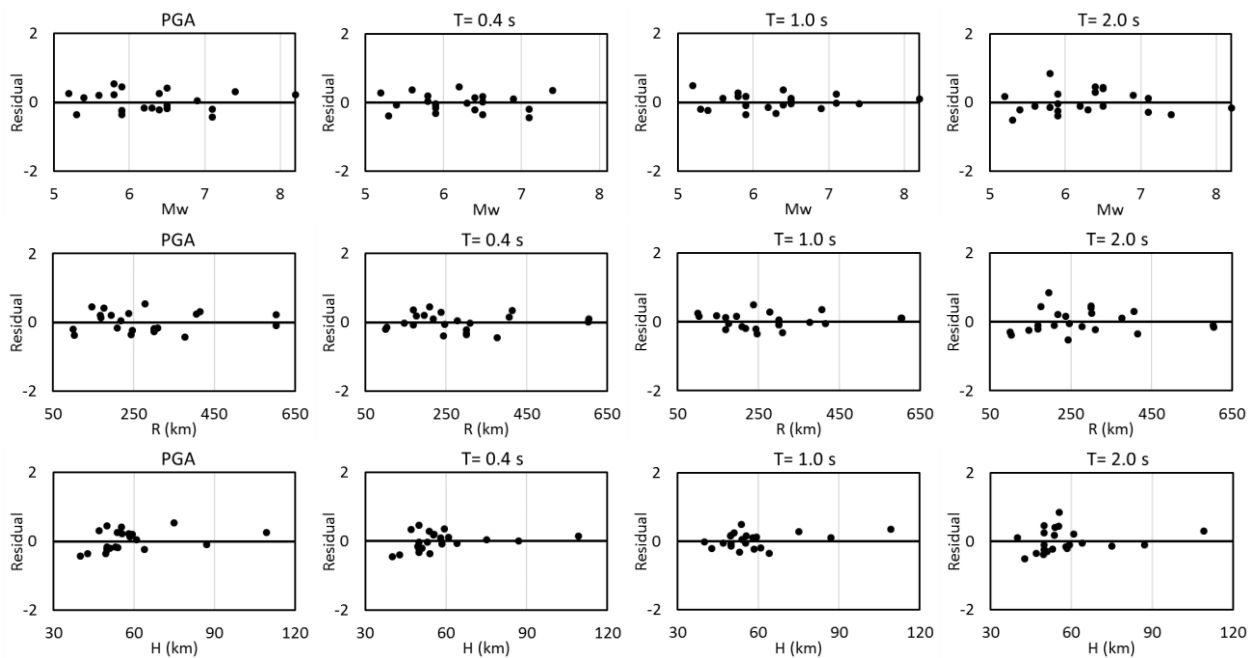 PGA
T= 0.4 s
T= 1.0 s
T= 2.0 s
2
2
2
2
Residual
Residual
Residual
Residual
0
0
0
0
-2
-2
-2
-2
5 6 7 8
5 6 7 8
5 6 7 8
5 6 7 8
Mw
Mw
Mw
Mw
PGA
T= 0.4 s
T= 1.0 s
T= 2.0 s
2
2
2
2
Residual
Residual
Residual
Residual
0
0
0
0
-2
-2
-2
-2
50 250 450 650
50 250 450 650
50 250 450 650
50 250 450 650
R (km)
R (km)
R (km)
R (km)
PGA
T= 0.4 s
T= 1.0 s
T= 2.0 s
2
2
2
2
Residual
Residual
Residual
Residual
0
0
0
0
-2
-2
-2
-2
30 60 90 120
30 60 90 120
30 60 90 120
30 60 90 120
H (km)
H (km)
H (km)
H (km)